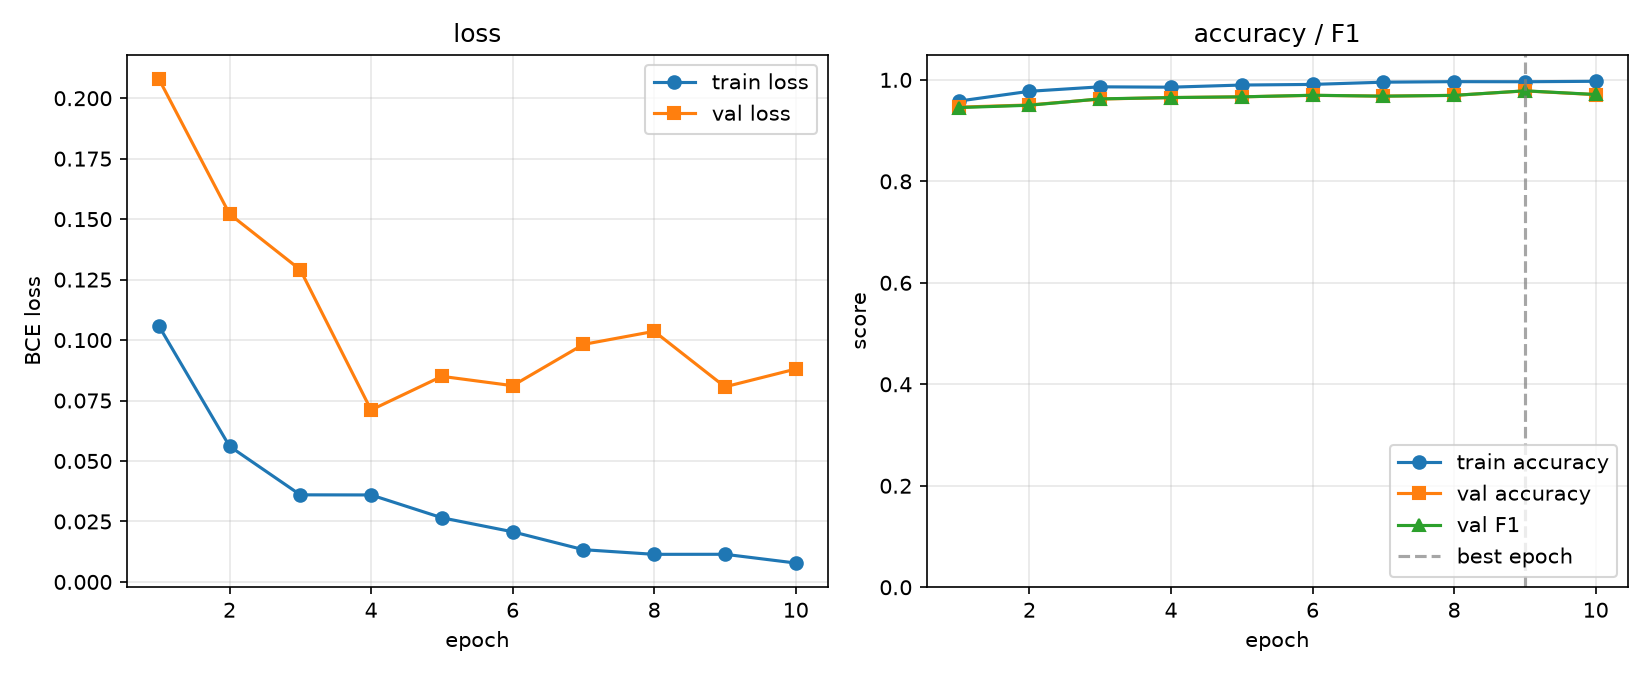 loss
0.200
0.175
0.150
0.125
0.100
0.075
0.050
0.025
0.000
BCE loss
2 4 6 8 10
epoch
train loss
val loss
accuracy / F1
1.0
0.8
0.6
0.4
0.2
0.0
score
2 4 6 8 10
epoch
train accuracy
val accuracy
val F1
best epoch